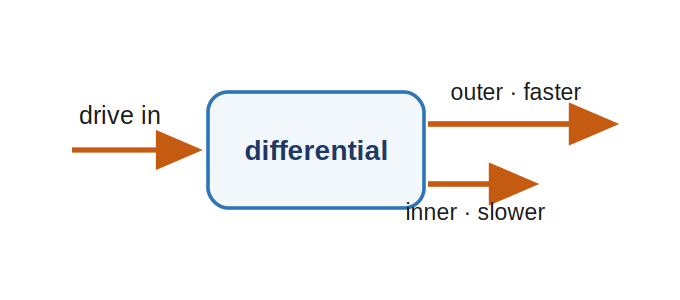 drive in
differential
outer · faster
inner · slower